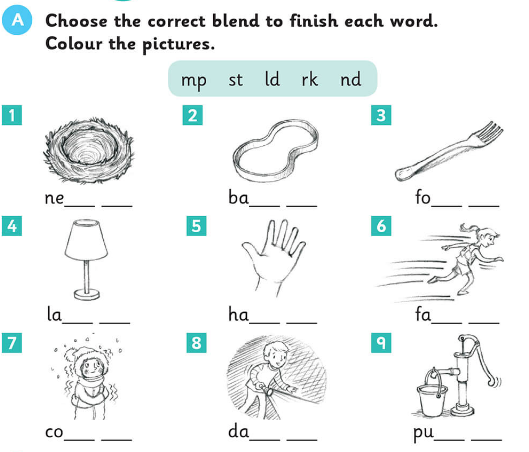 A Choose the correct blend to finish each word.
Colour the pictures.
mp st ld rk nd
1 2 3
ne___ ___ ba___ ___ fo___ ___
4 5 6
la___ ___ ha___ ___ fa___ ___
7 8 9
co___ ___ da___ ___ pu___ ___